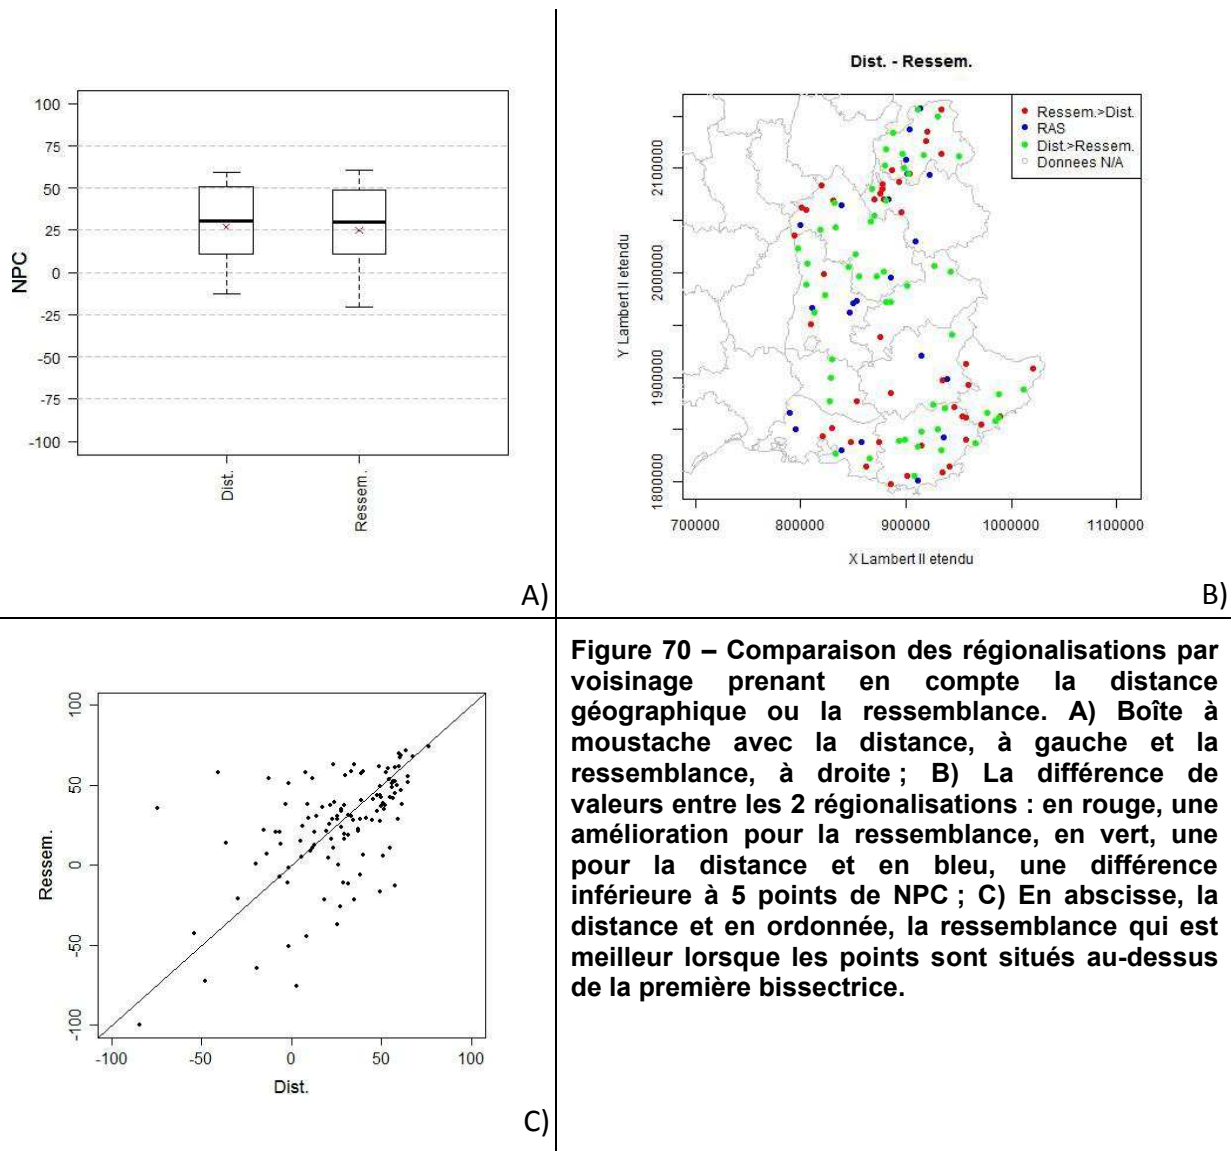 100
75
50
25
0
-25
-50
-75
-100
NPC
Dist.
Ressem.
A)
Dist. - Ressem.
Ressem.>Dist.
RAS
Dist.>Ressem.
Donnees N/A
Y Lambert II etendu
2100000
2000000
1900000
1800000
700000
800000
900000
1000000
1100000
X Lambert II etendu
B)
Ressem.
100
50
0
-50
-100
-100
-50
0
50
100
Dist.
C)
Figure 70 – Comparaison des régionalisations par
voisinage prenant en compte la distance
géographique ou la ressemblance. A) Boîte à
moustache avec la distance, à gauche et la
ressemblance, à droite ; B) La différence de
valeurs entre les 2 régionalisations : en rouge, une
amélioration pour la ressemblance, en vert, une
pour la distance et en bleu, une différence
inférieure à 5 points de NPC ; C) En abscisse, la
distance et en ordonnée, la ressemblance qui est
meilleur lorsque les points sont situés au-dessus
de la première bissectrice.